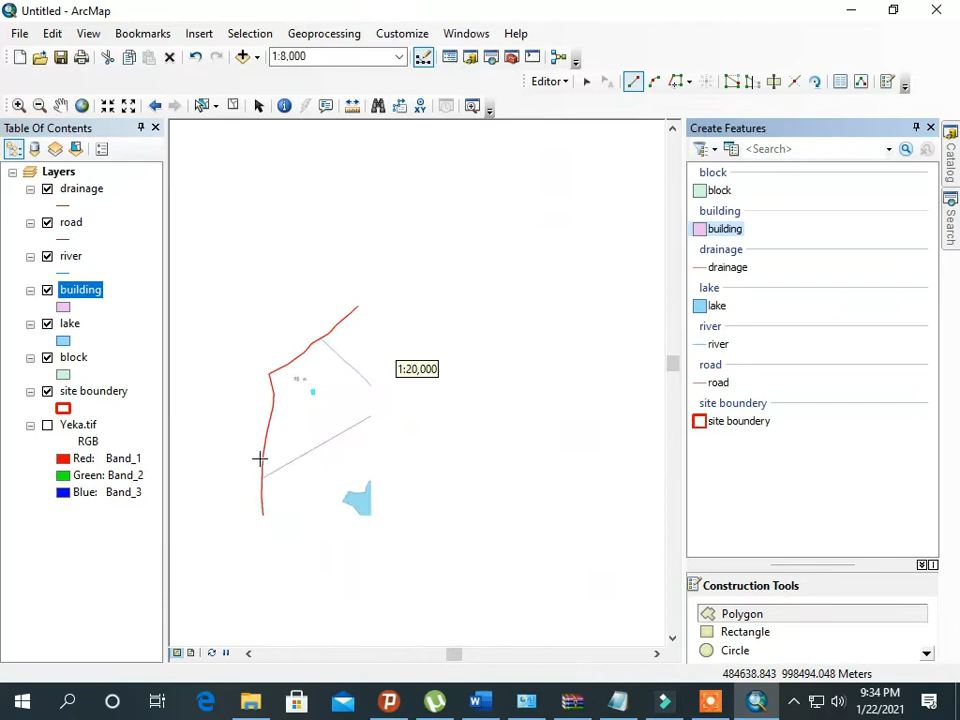 Untitled - ArcMap
File Edit View Bookmarks Insert Selection Geoprocessing Customize Windows Help
1:8,000
Editor
Table Of Contents
Layers
drainage
road
river
building
lake
block
site boundery
Yeka.tif
RGB
Red: Band_1
Green: Band_2
Blue: Band_3
1:20,000
Create Features
<Search>
block
block
building
building
drainage
drainage
lake
lake
river
river
road
road
site boundery
site boundery
Construction Tools
Polygon
Rectangle
Circle
Catalog
Search
484638.843 998494.048 Meters
9:34 PM
1/22/2021